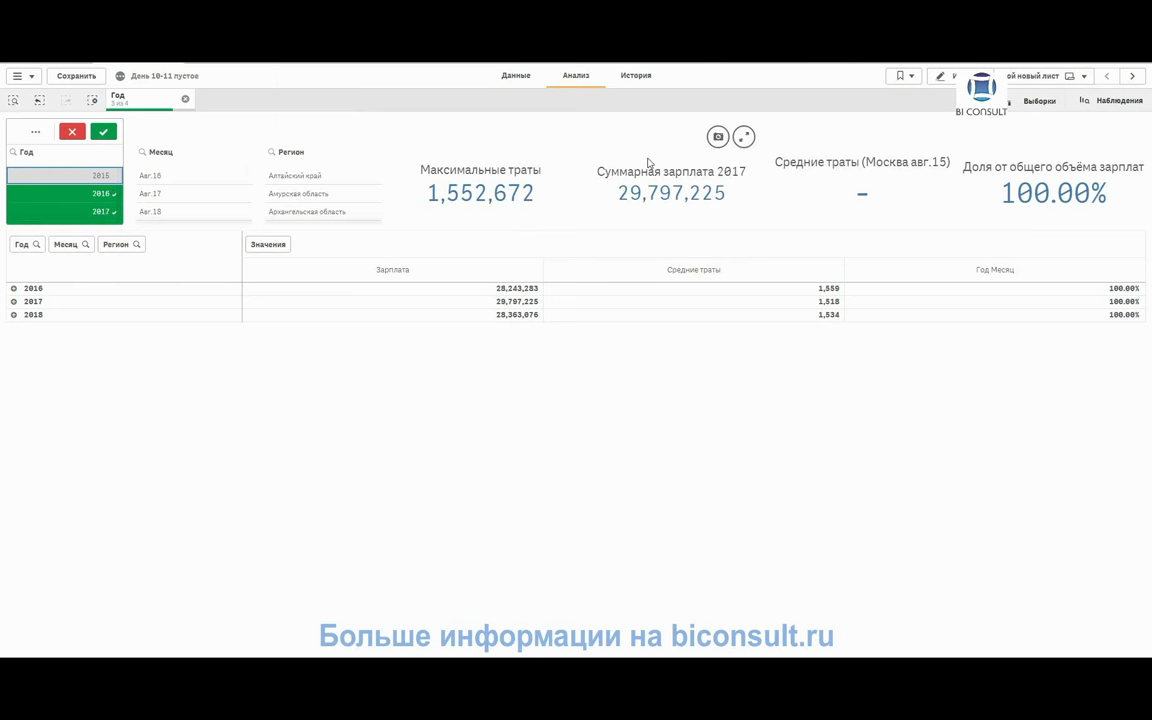 Сохранить
День 10-11 пустое
Данные
Анализ
История
ой новый лист
Год
3 из 4
BI CONSULT
Выборки
Наблюдения
Год
2015
2016
2017
Месяц
Авг.16
Авг.17
Авг.18
Регион
Алтайский край
Амурская область
Архангельская область
Максимальные траты
1,552,672
Суммарная зарплата 2017
29,797,225
Средние траты (Москва авг.15)
-
Доля от общего объёма зарплат
100.00%
Год Месяц Регион Значения
Зарплата Средние траты Год Месяц
2016 28,243,283 1,559 100.00%
2017 29,797,225 1,518 100.00%
2018 28,363,076 1,534 100.00%
Больше информации на biconsult.ru